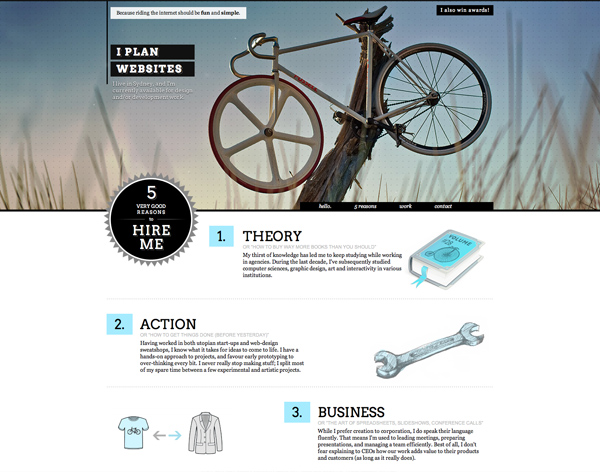 Because riding the internet should be fun and simple.
I also win awards!
I PLAN
WEBSITES
I live in Sydney, and I'm
currently available for design
and/or development work.
hello.
5 reasons
work
contact
5
VERY GOOD
REASONS
to
HIRE
ME
1.
THEORY
OR "HOW TO BUY WAY MORE BOOKS THAN YOU SHOULD"
My thirst of knowledge has led me to keep studying while working
in agencies. During the last decade, I've subsequently studied
computer sciences, graphic design, art and interactivity in various
institutions.
VOLUME
2.
ACTION
OR "HOW TO GET THINGS DONE (BEFORE YESTERDAY)"
Having worked in both utopian start-ups and web-design
sweatshops, I know what it takes for ideas to come to life. I have a
hands-on approach to projects, and favour early prototyping to
over-thinking every bit. I never really stop making stuff; I split most
of my spare time between a few experimental and artistic projects.
3.
BUSINESS
OR "THE ART OF SPREADSHEETS, SLIDESHOWS, CONFERENCE CALLS"
While I prefer creation to corporation, I do speak their language
fluently. That means I'm used to leading meetings, preparing
presentations, and managing a team efficiently. Best of all, I don't
fear explaining to CEOs how our work adds value to their products
and customers (as long as it really does).